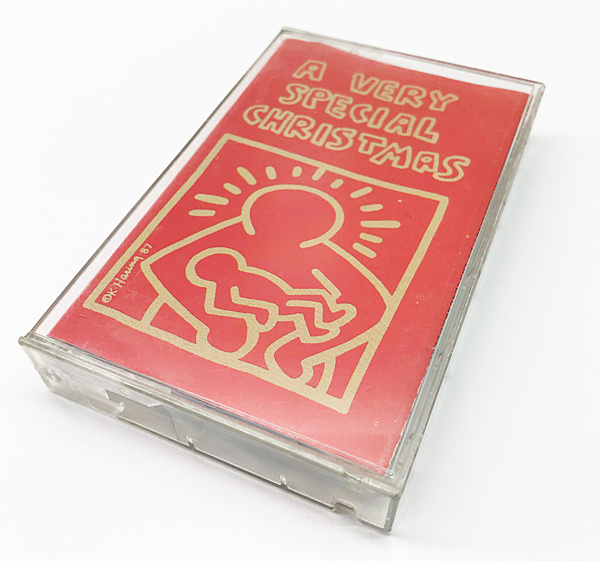 A VERY
SPECIAL
CHRISTMAS
©K.Haring 87